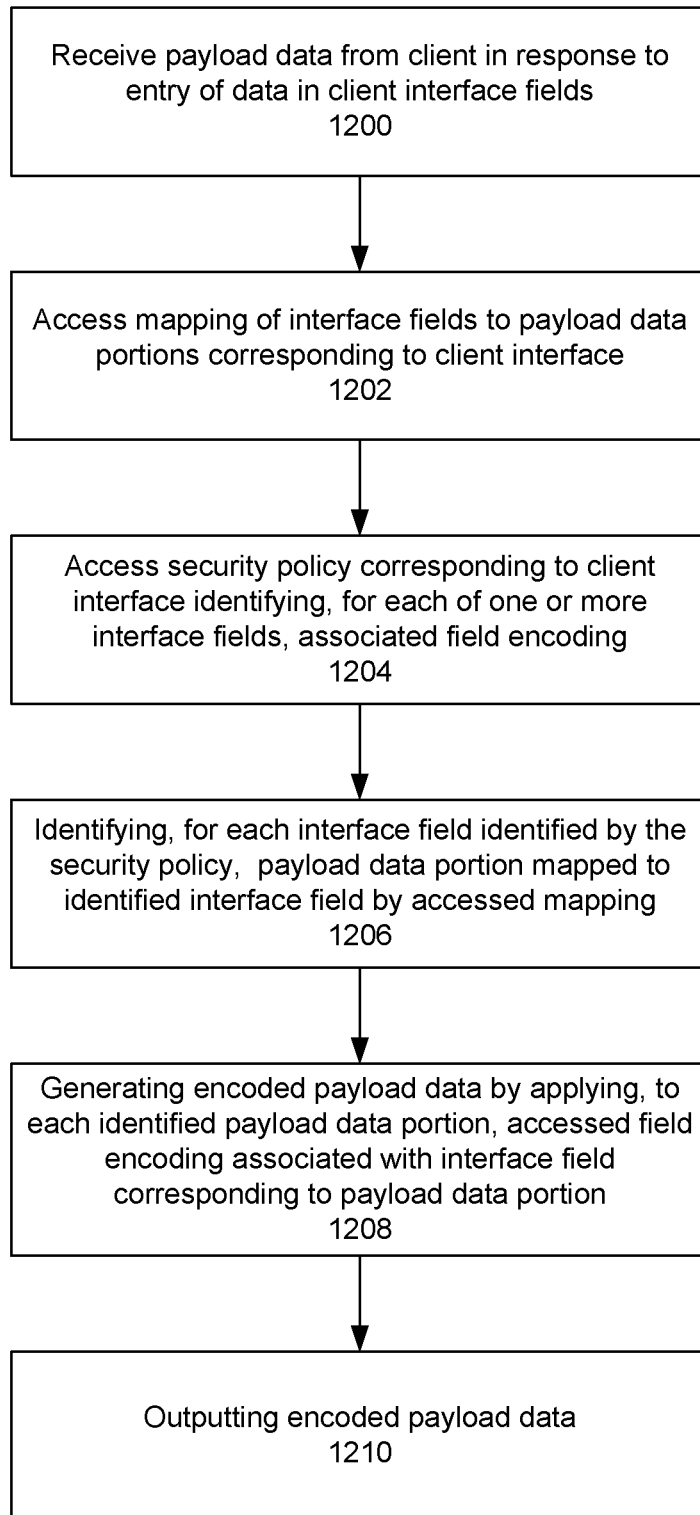 Receive payload data from client in response to
entry of data in client interface fields
1200
Access mapping of interface fields to payload data
portions corresponding to client interface
1202
Access security policy corresponding to client
interface identifying, for each of one or more
interface fields, associated field encoding
1204
Identifying, for each interface field identified by the
security policy,  payload data portion mapped to
identified interface field by accessed mapping
1206
Generating encoded payload data by applying, to
each identified payload data portion, accessed field
encoding associated with interface field
corresponding to payload data portion
1208
Outputting encoded payload data
1210